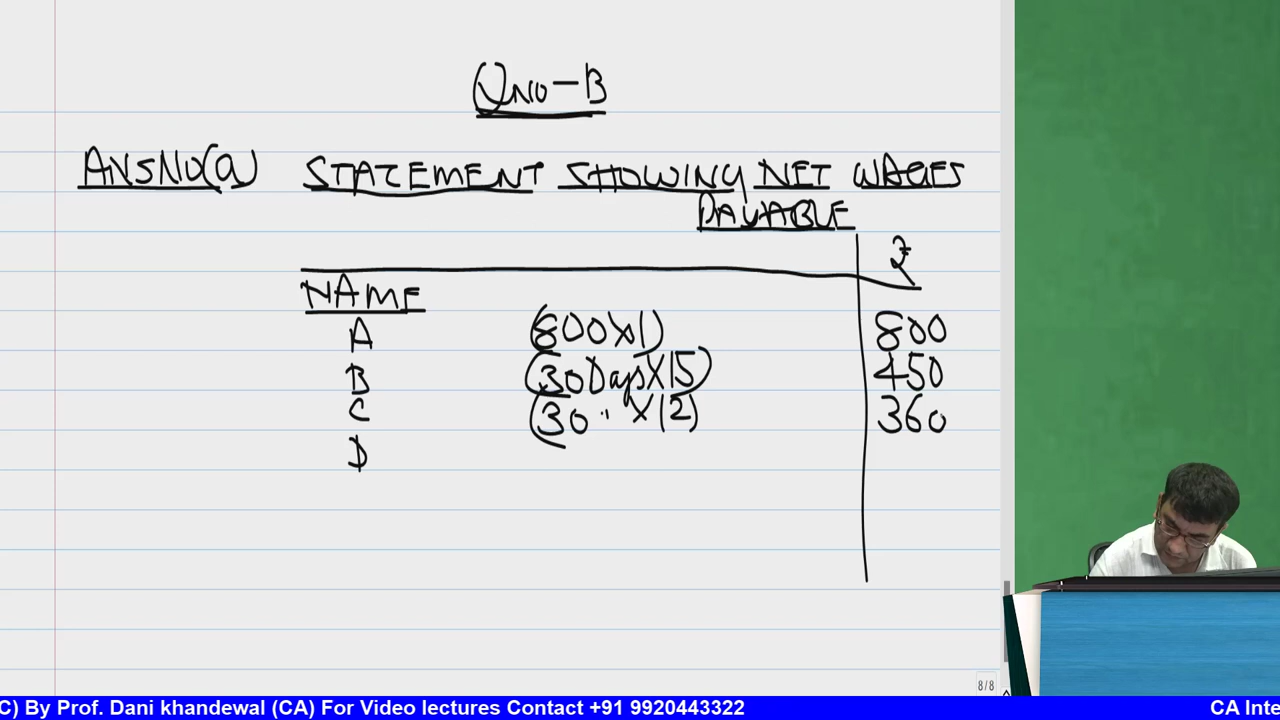 QNO-B
ANSNO(a) STATEMENT SHOWING NET WAGES
PAYABLE
₹
NAME
A (800X1) 800
B (30DaysX15) 450
C (30 " X12) 360
D
8/8
C) By Prof. Dani khandewal (CA) For Video lectures Contact +91 9920443322 CA Inte